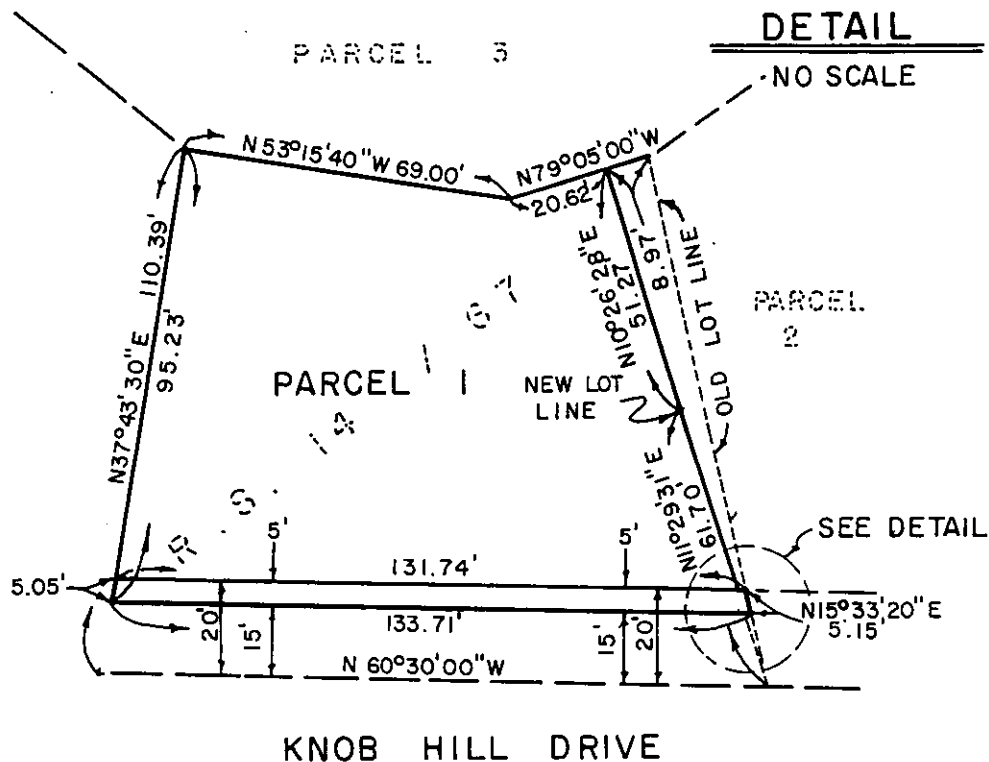 DETAIL
NO SCALE
PARCEL 3
N 53°15'40"W 69.00'
N79°05'00"W
20.62'
110.39'
N37°43'30"E
95.23'
N10°26'28"E
51.27
8.97'
OLD LOT LINE
PARCEL
2
PARCEL 1
NEW LOT
LINE
R S 14 1 67
N11°29'31"E
61.70'
SEE DETAIL
5'
5'
131.74'
5.05'
N15°33'20"E
5.15'
20'
15'
133.71'
15'
20'
N 60°30'00"W
KNOB HILL DRIVE